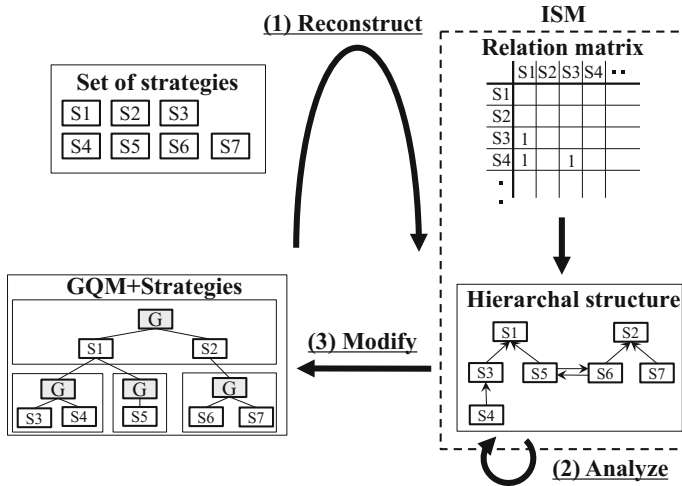 (1) Reconstruct
ISM
Relation matrix
S1 S2 S3 S4 ··
S1
S2
S3 1
S4 1 1
Set of strategies
S1 S2 S3
S4 S5 S6 S7
GQM+Strategies
G
S1 S2
G G G
S3 S4 S5 S6 S7
(3) Modify
Hierarchal structure
S1 S2
S3 S5 S6 S7
S4
(2) Analyze